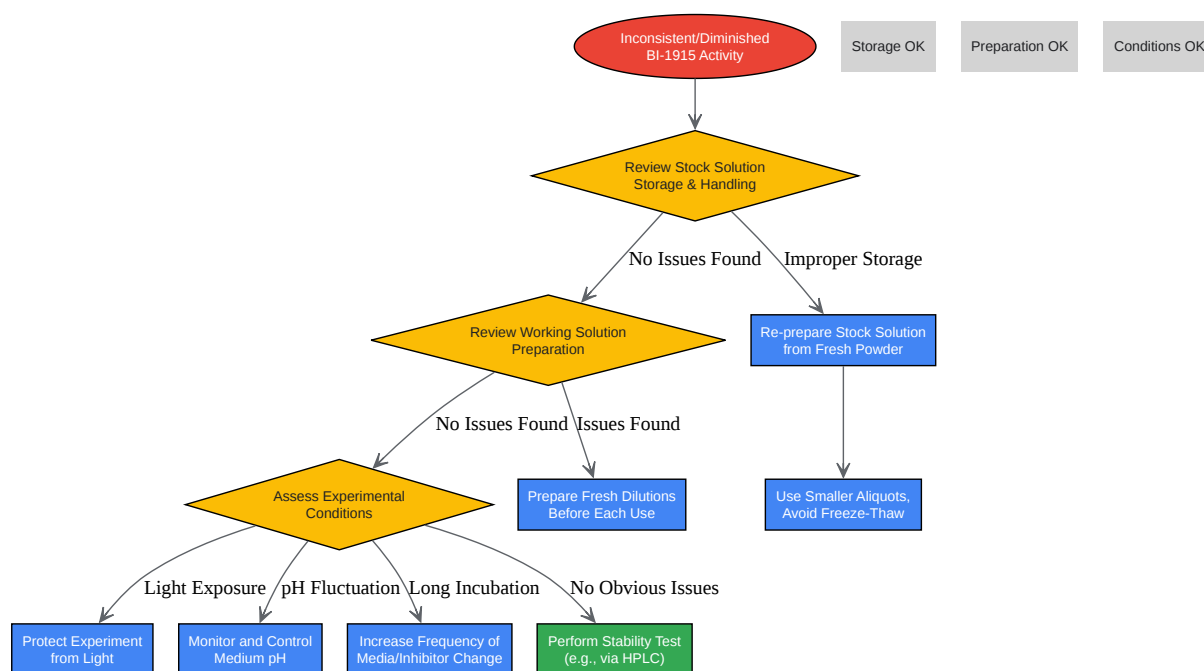 Inconsistent/Diminished
BI-1915 Activity
Storage OK
Preparation OK
Conditions OK
Review Stock Solution
Storage & Handling
No Issues Found
Improper Storage
Review Working Solution
Preparation
Re-prepare Stock Solution
from Fresh Powder
No Issues Found
Issues Found
Assess Experimental
Conditions
Prepare Fresh Dilutions
Before Each Use
Use Smaller Aliquots,
Avoid Freeze-Thaw
Light Exposure
pH Fluctuation
Long Incubation
No Obvious Issues
Protect Experiment
from Light
Monitor and Control
Medium pH
Increase Frequency of
Media/Inhibitor Change
Perform Stability Test
(e.g., via HPLC)